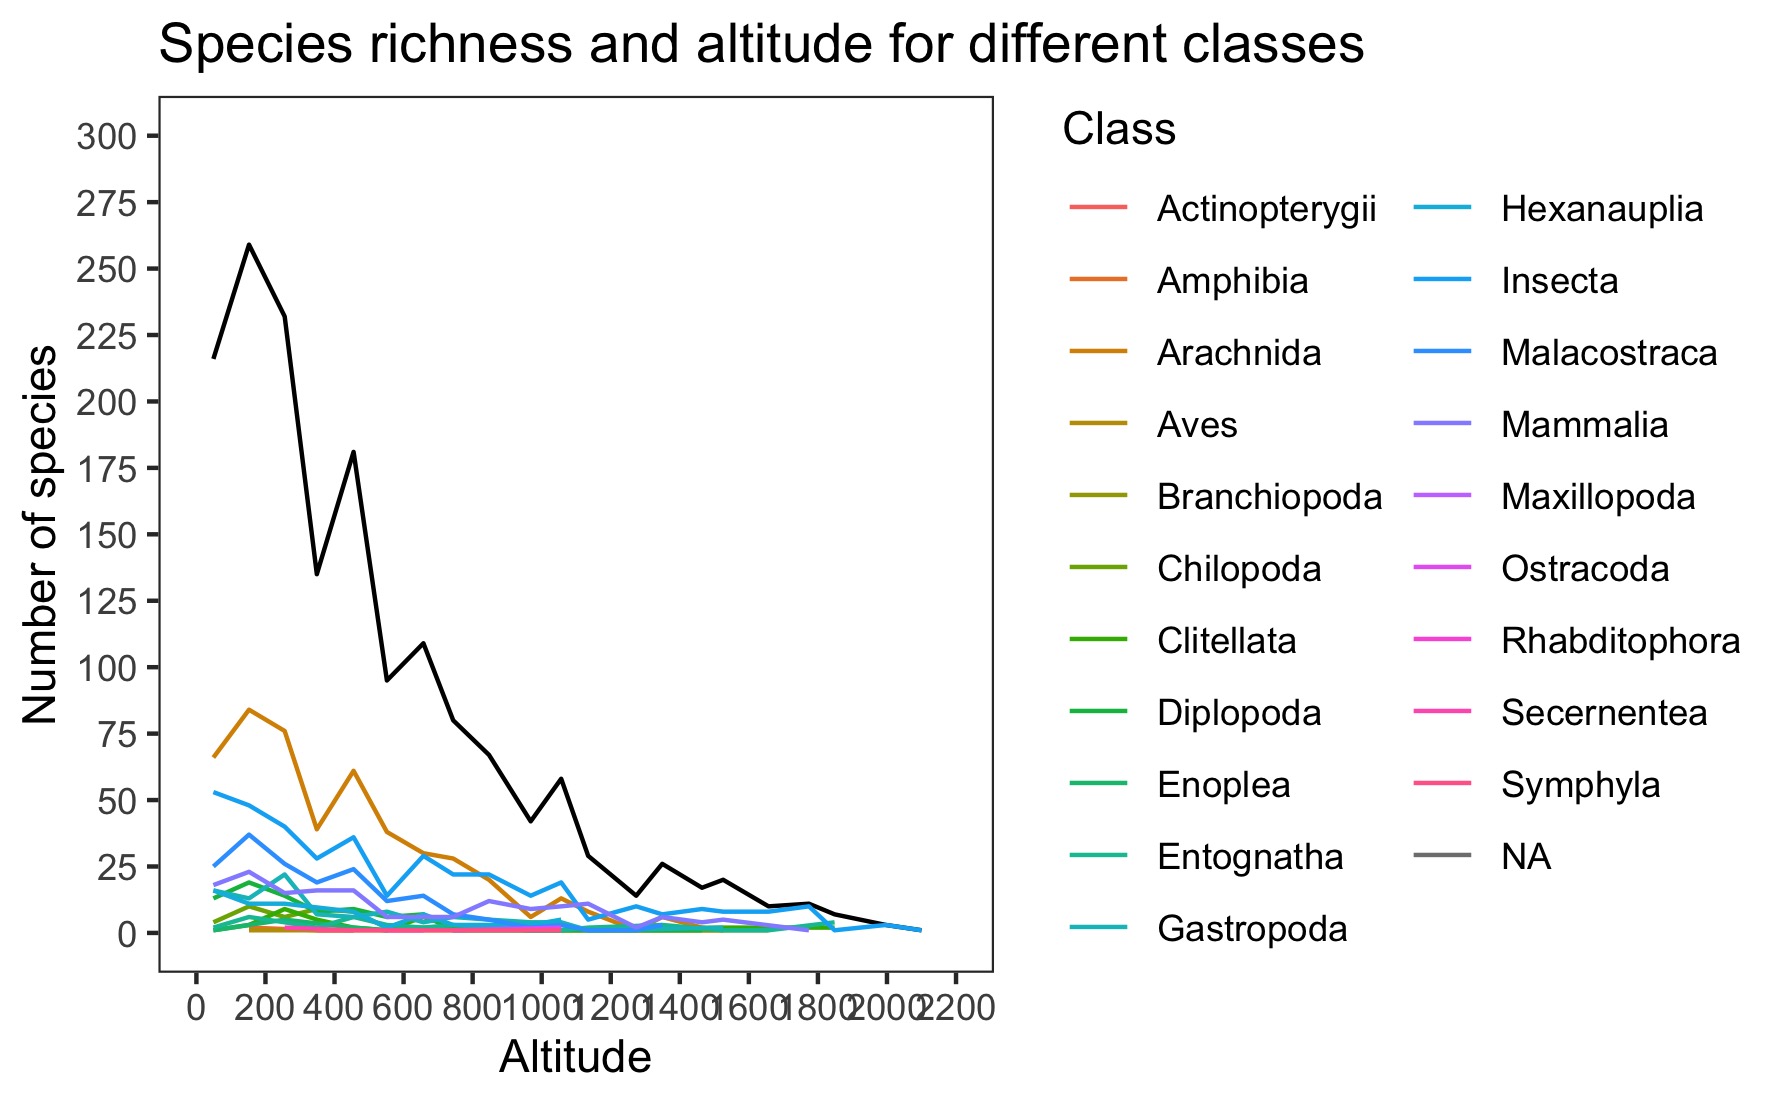 Species richness and altitude for different classes
Number of species
300
275
250
225
200
175
150
125
100
75
50
25
0
0 200 400 600 800 1000 1200 1400 1600 1800 2000 2200
Altitude
Class
Actinopterygii
Amphibia
Arachnida
Aves
Branchiopoda
Chilopoda
Clitellata
Diplopoda
Enoplea
Entognatha
Gastropoda
Hexanauplia
Insecta
Malacostraca
Mammalia
Maxillopoda
Ostracoda
Rhabditophora
Secernentea
Symphyla
NA